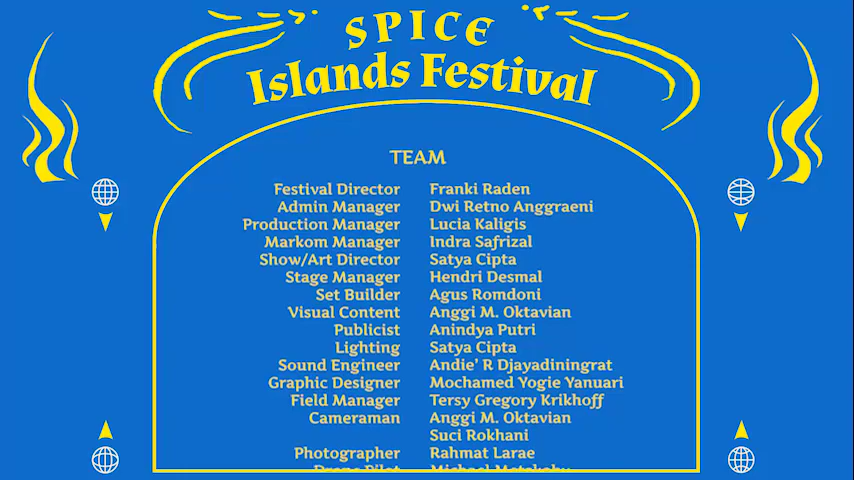 SPICE
Islands Festival
TEAM
Festival Director Franki Raden
Admin Manager Dwi Retno Anggraeni
Production Manager Lucia Kaligis
Markom Manager Indra Safrizal
Show/Art Director Satya Cipta
Stage Manager Hendri Desmal
Set Builder Agus Romdoni
Visual Content Anggi M. Oktavian
Publicist Anindya Putri
Lighting Satya Cipta
Sound Engineer Andie' R Djayadiningrat
Graphic Designer Mochamed Yogie Yanuari
Field Manager Tersy Gregory Krikhoff
Cameraman Anggi M. Oktavian
Suci Rokhani
Photographer Rahmat Larae
Drone Pilot Michael